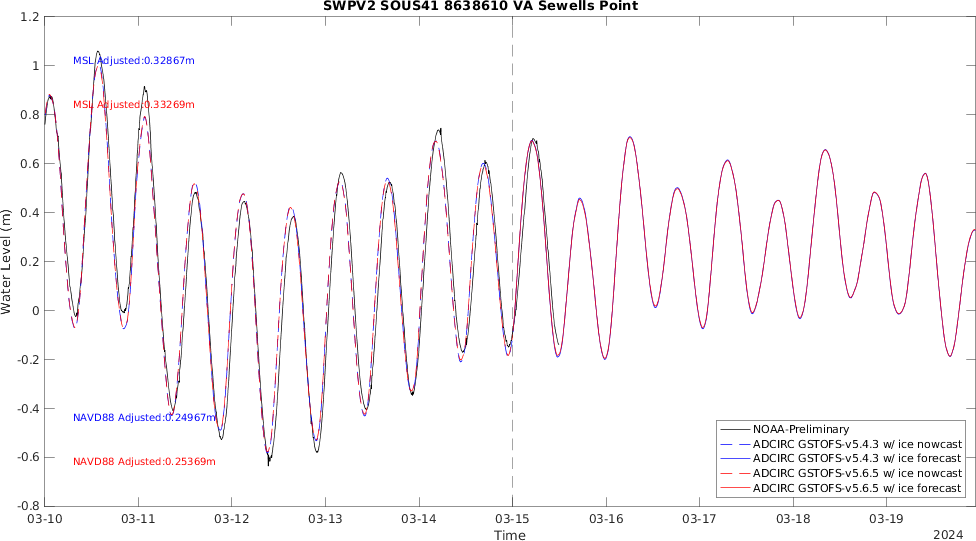 SWPV2 SOUS41 8638610 VA Sewells Point
1.2
1
0.8
0.6
0.4
0.2
0
-0.2
-0.4
-0.6
-0.8
Water Level (m)
MSL Adjusted:0.32867m
MSL Adjusted:0.33269m
NAVD88 Adjusted:0.24967m
NAVD88 Adjusted:0.25369m
NOAA-Preliminary
ADCIRC GSTOFS-v5.4.3 w/ ice nowcast
ADCIRC GSTOFS-v5.4.3 w/ ice forecast
ADCIRC GSTOFS-v5.6.5 w/ ice nowcast
ADCIRC GSTOFS-v5.6.5 w/ ice forecast
03-10 03-11 03-12 03-13 03-14 03-15 03-16 03-17 03-18 03-19
Time
2024